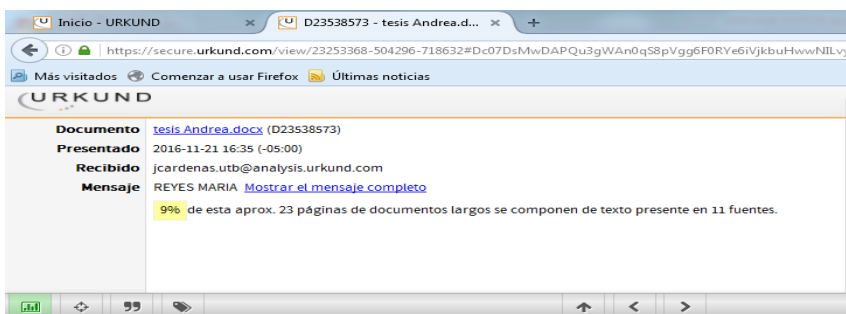 Inicio - URKUND
D23538573 - tesis Andrea.d...
https://secure.urkund.com/view/23253368-504296-718632#Dc07DsMwDAPQu3gWAn0qS8pVgg6F0RYe6iVjkbuHwwNILvy
Más visitados Comenzar a usar Firefox Últimas noticias
URKUND
Documento tesis Andrea.docx (D23538573)
Presentado 2016-11-21 16:35 (-05:00)
Recibido jcardenas.utb@analysis.urkund.com
Mensaje REYES MARIA Mostrar el mensaje completo
9% de esta aprox. 23 páginas de documentos largos se componen de texto presente en 11 fuentes.